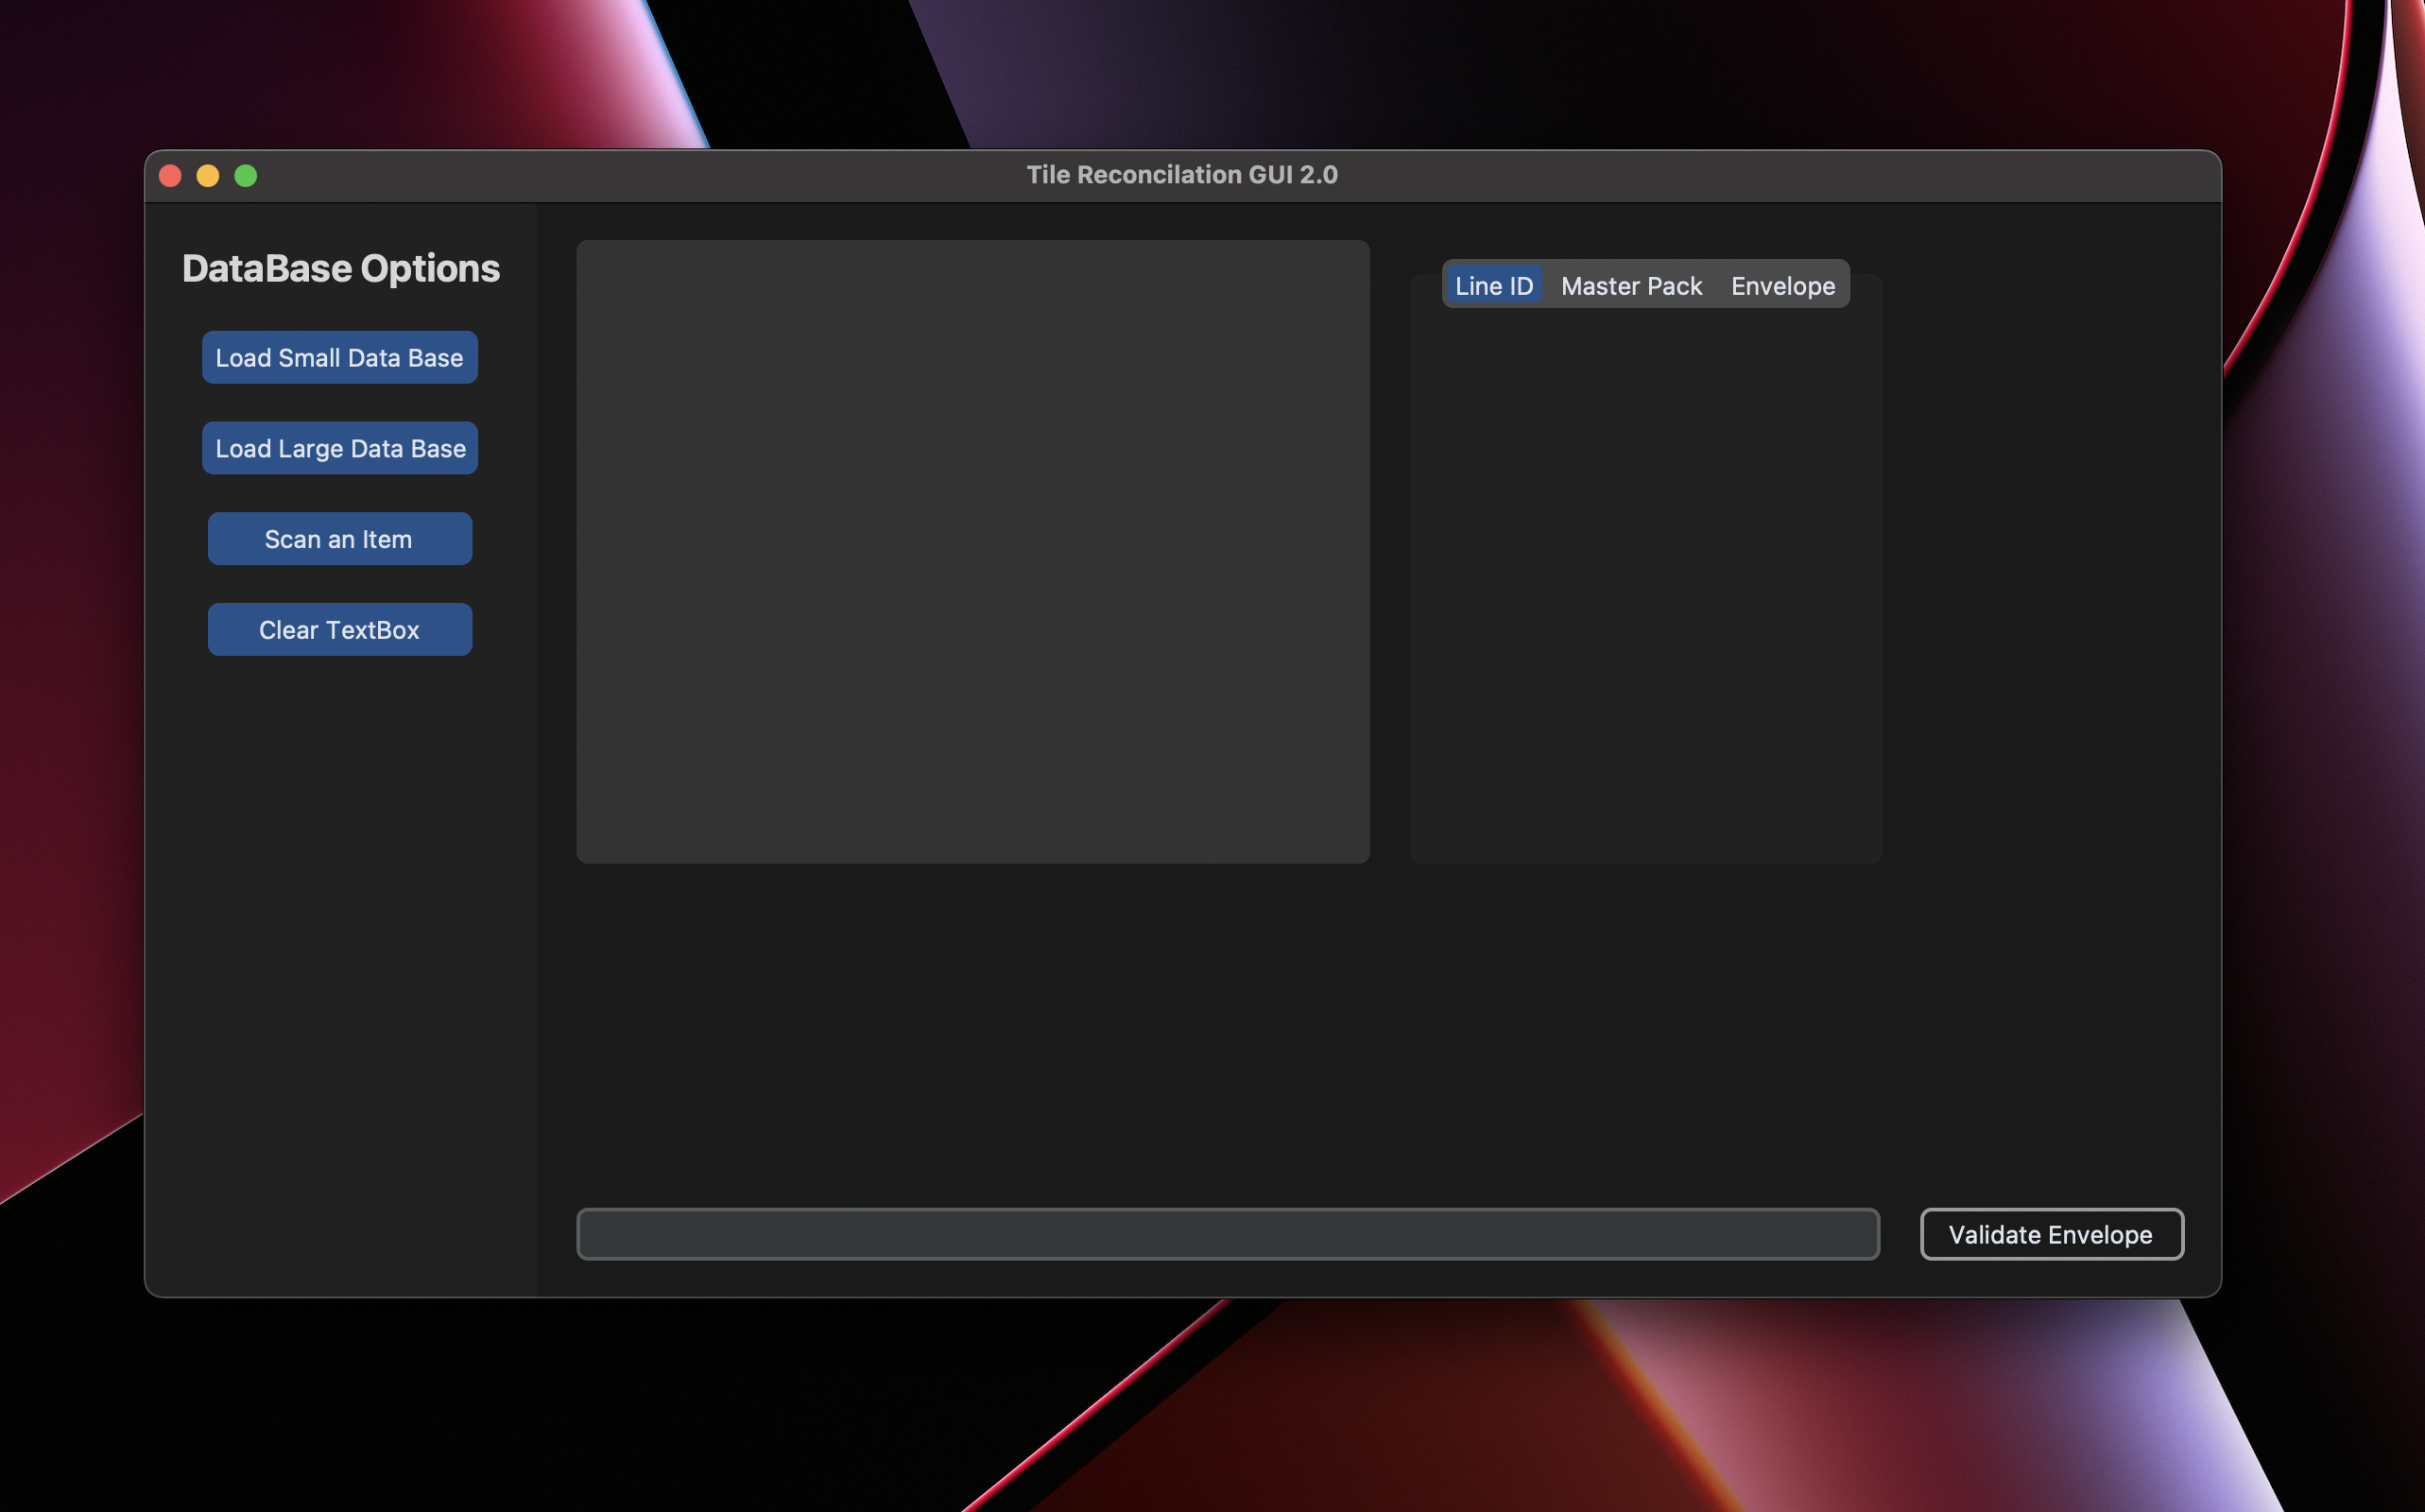 Tile Reconcilation GUI 2.0
DataBase Options
Load Small Data Base
Load Large Data Base
Scan an Item
Clear TextBox
Line ID Master Pack Envelope
Validate Envelope